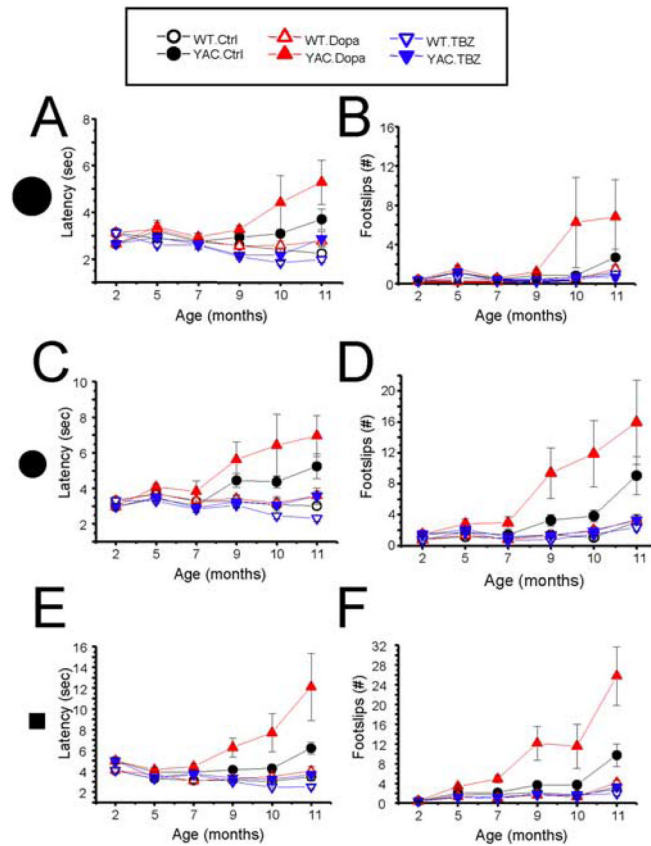 WT.Ctrl WT.Dopa WT.TBZ
YAC.Ctrl YAC.Dopa YAC.TBZ
A
8
6
4
2
Latency (sec)
2 5 7 9 10 11
Age (months)
B
16
12
8
4
0
Footslips (#)
2 5 7 9 10 11
Age (months)
C
10
8
6
4
2
Latency (sec)
2 5 7 9 10 11
Age (months)
D
20
16
12
8
4
0
Footslips (#)
2 5 7 9 10 11
Age (months)
E
16
14
12
10
8
6
4
2
Latency (sec)
2 5 7 9 10 11
Age (months)
F
32
28
24
20
16
12
8
4
0
Footslips (#)
2 5 7 9 10 11
Age (months)